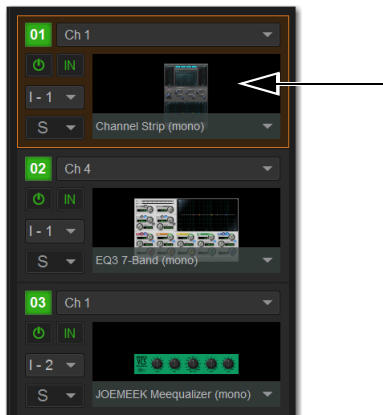 01 Ch 1
IN
I - 1
S Channel Strip (mono)
02 Ch 4
IN
I - 1
S EQ3 7-Band (mono)
03 Ch 1
IN
I - 2
S JOEMEEK Meequalizer (mono)